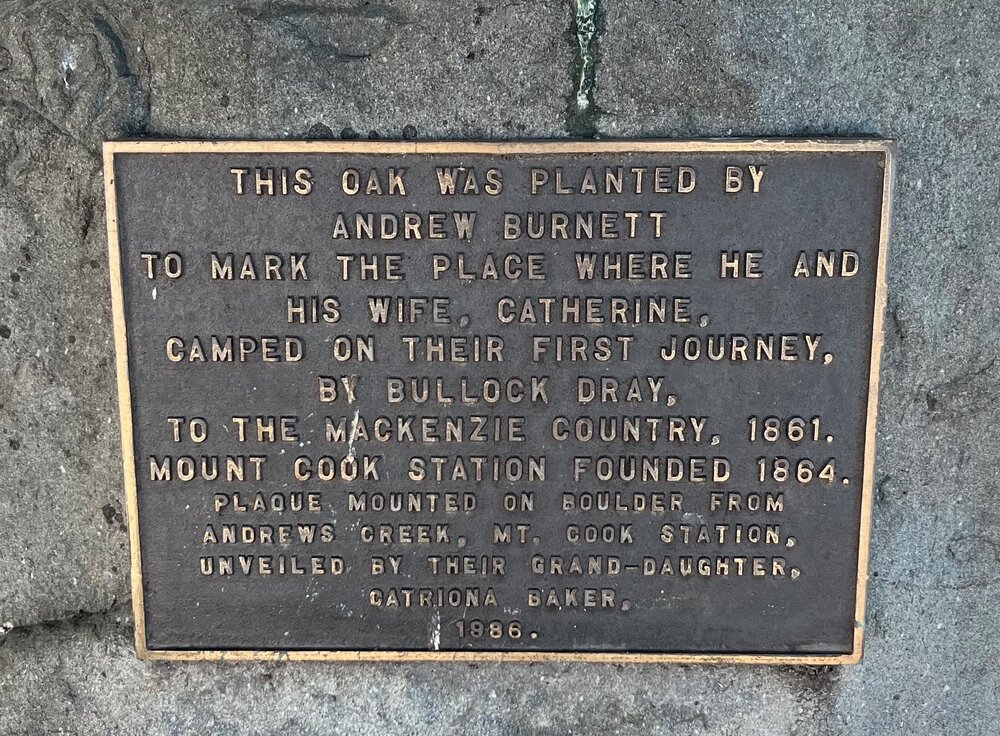 THIS OAK WAS PLANTED BY
ANDREW BURNETT
TO MARK THE PLACE WHERE HE AND
HIS WIFE, CATHERINE,
CAMPED ON THEIR FIRST JOURNEY,
BY BULLOCK DRAY,
TO THE MACKENZIE COUNTRY, 1861.
MOUNT COOK STATION FOUNDED 1864.
PLAQUE MOUNTED ON BOULDER FROM
ANDREWS CREEK, MT. COOK STATION,
UNVEILED BY THEIR GRAND-DAUGHTER,
CATRIONA BAKER,
1986.